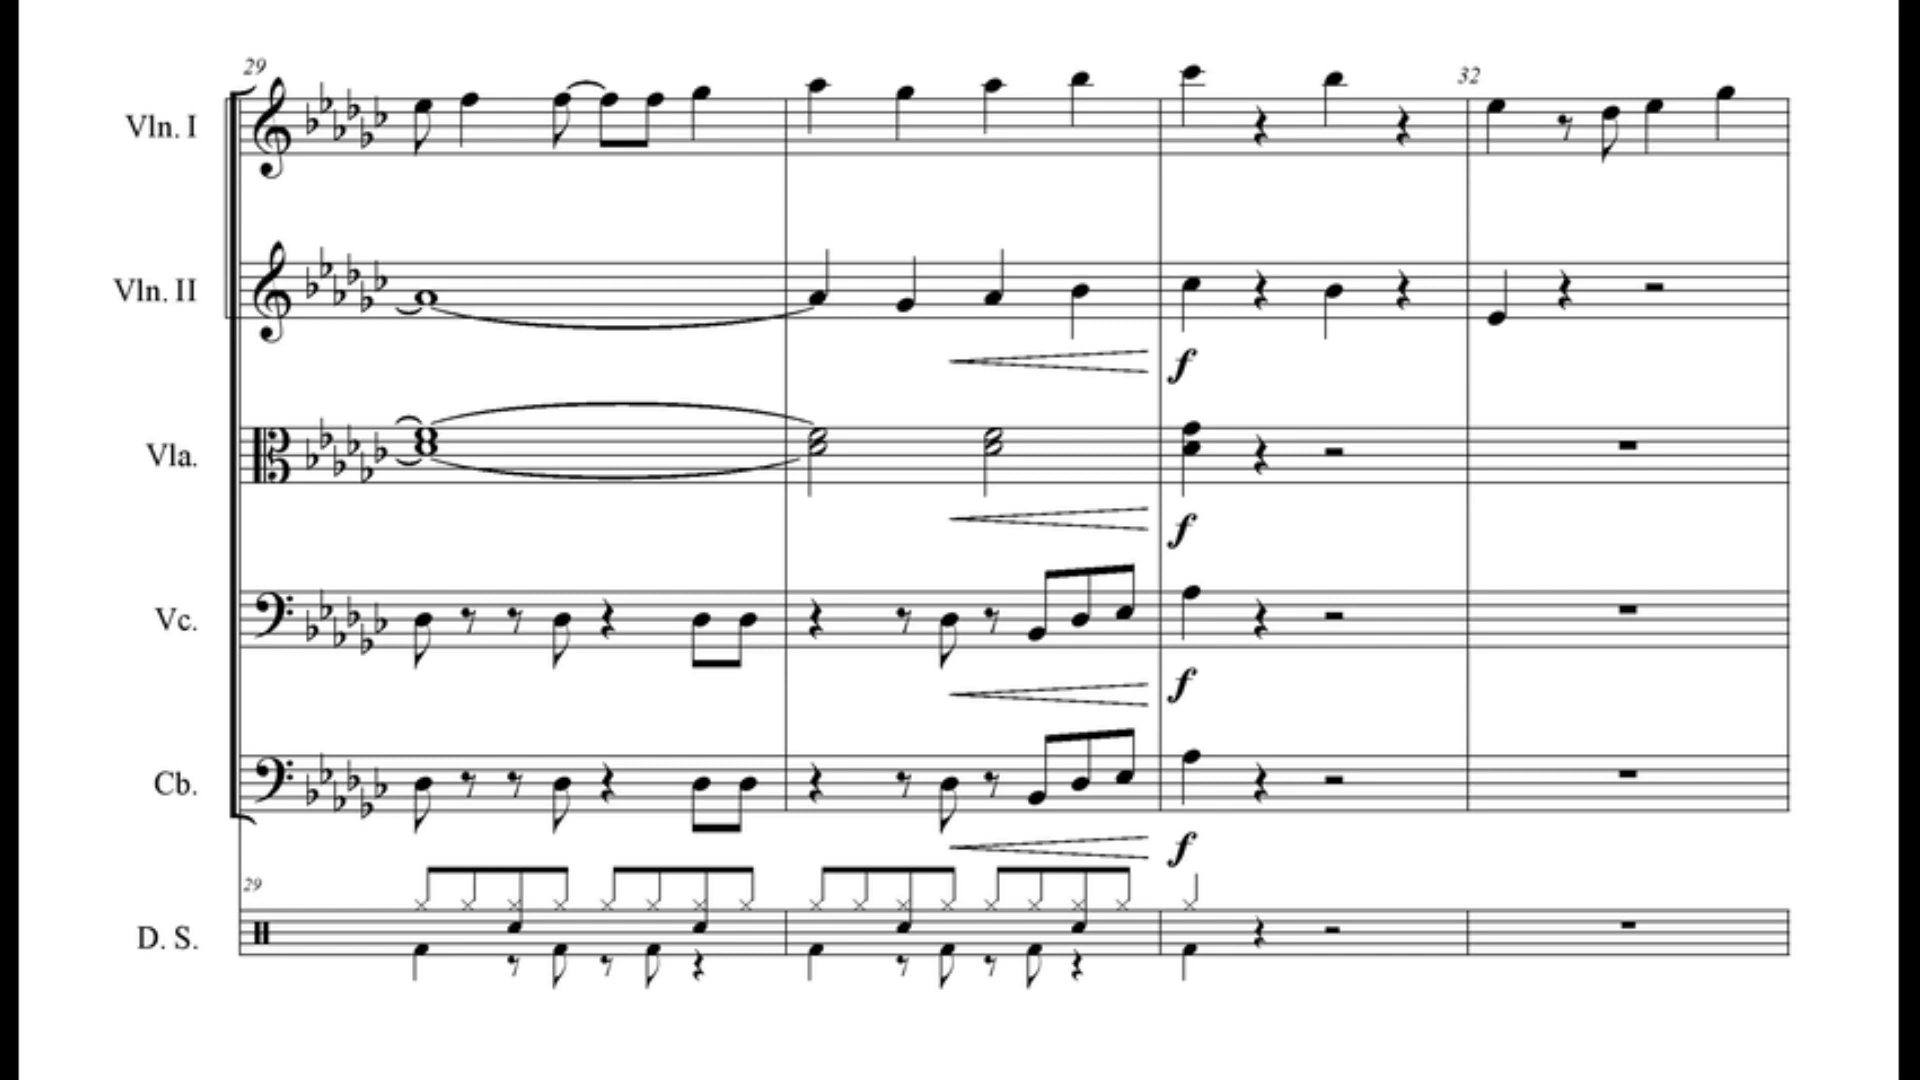 29
32
Vln. I
Vln. II
f
Vla.
f
Vc.
f
Cb.
f
29
D. S.